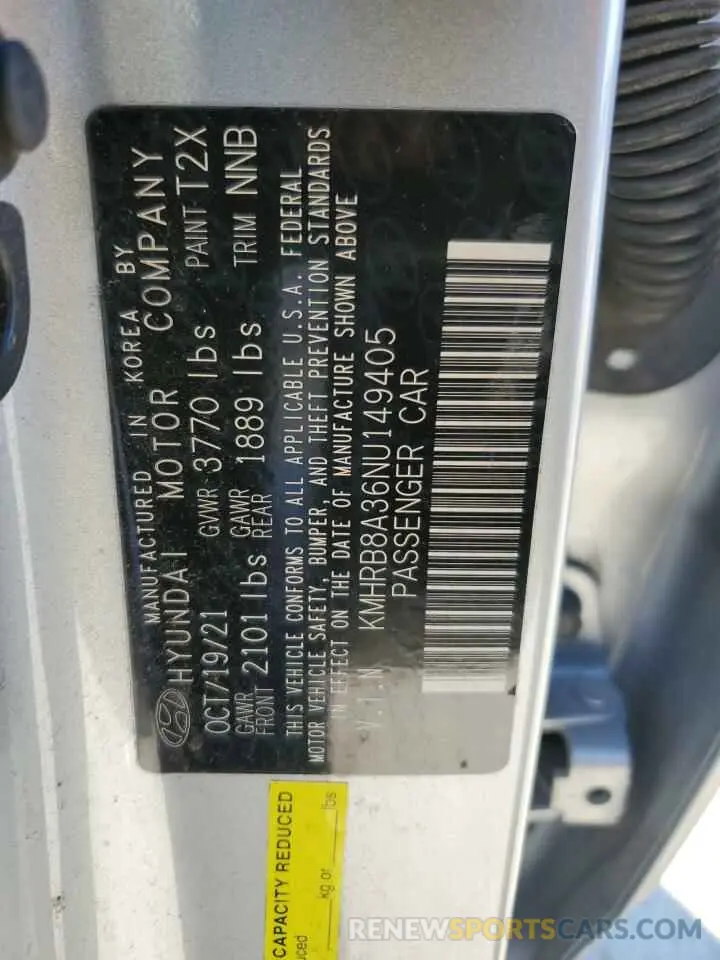 MANUFACTURED IN KOREA BY
HYUNDAI MOTOR COMPANY
OCT/19/21 GVWR 3770 lbs PAINT T2X
GAWR FRONT 2101 lbs GAWR REAR 1889 lbs TRIM NNB
THIS VEHICLE CONFORMS TO ALL APPLICABLE U.S.A. FEDERAL
MOTOR VEHICLE SAFETY, BUMPER, AND THEFT PREVENTION STANDARDS
IN EFFECT ON THE DATE OF MANUFACTURE SHOWN ABOVE
V.I.N KMHRB8A36NU149405
PASSENGER CAR
CAPACITY REDUCED
kg or lbs
RENEWSPORTSCARS.COM